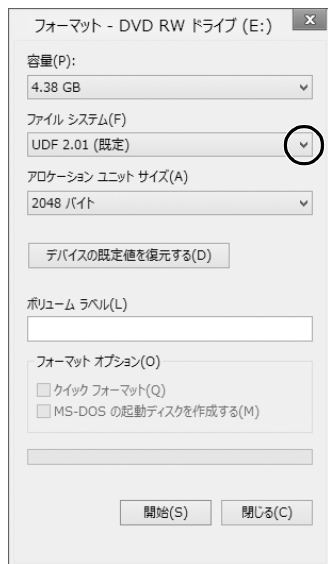 フォーマット - DVD RW ドライブ (E:)
容量(P):
4.38 GB
ファイル システム(F)
UDF 2.01 (既定)
アロケーション ユニット サイズ(A)
2048 バイト
デバイスの既定値を復元する(D)
ボリューム ラベル(L)
フォーマット オプション(O)
クイック フォーマット(Q)
MS-DOS の起動ディスクを作成する(M)
開始(S) 閉じる(C)